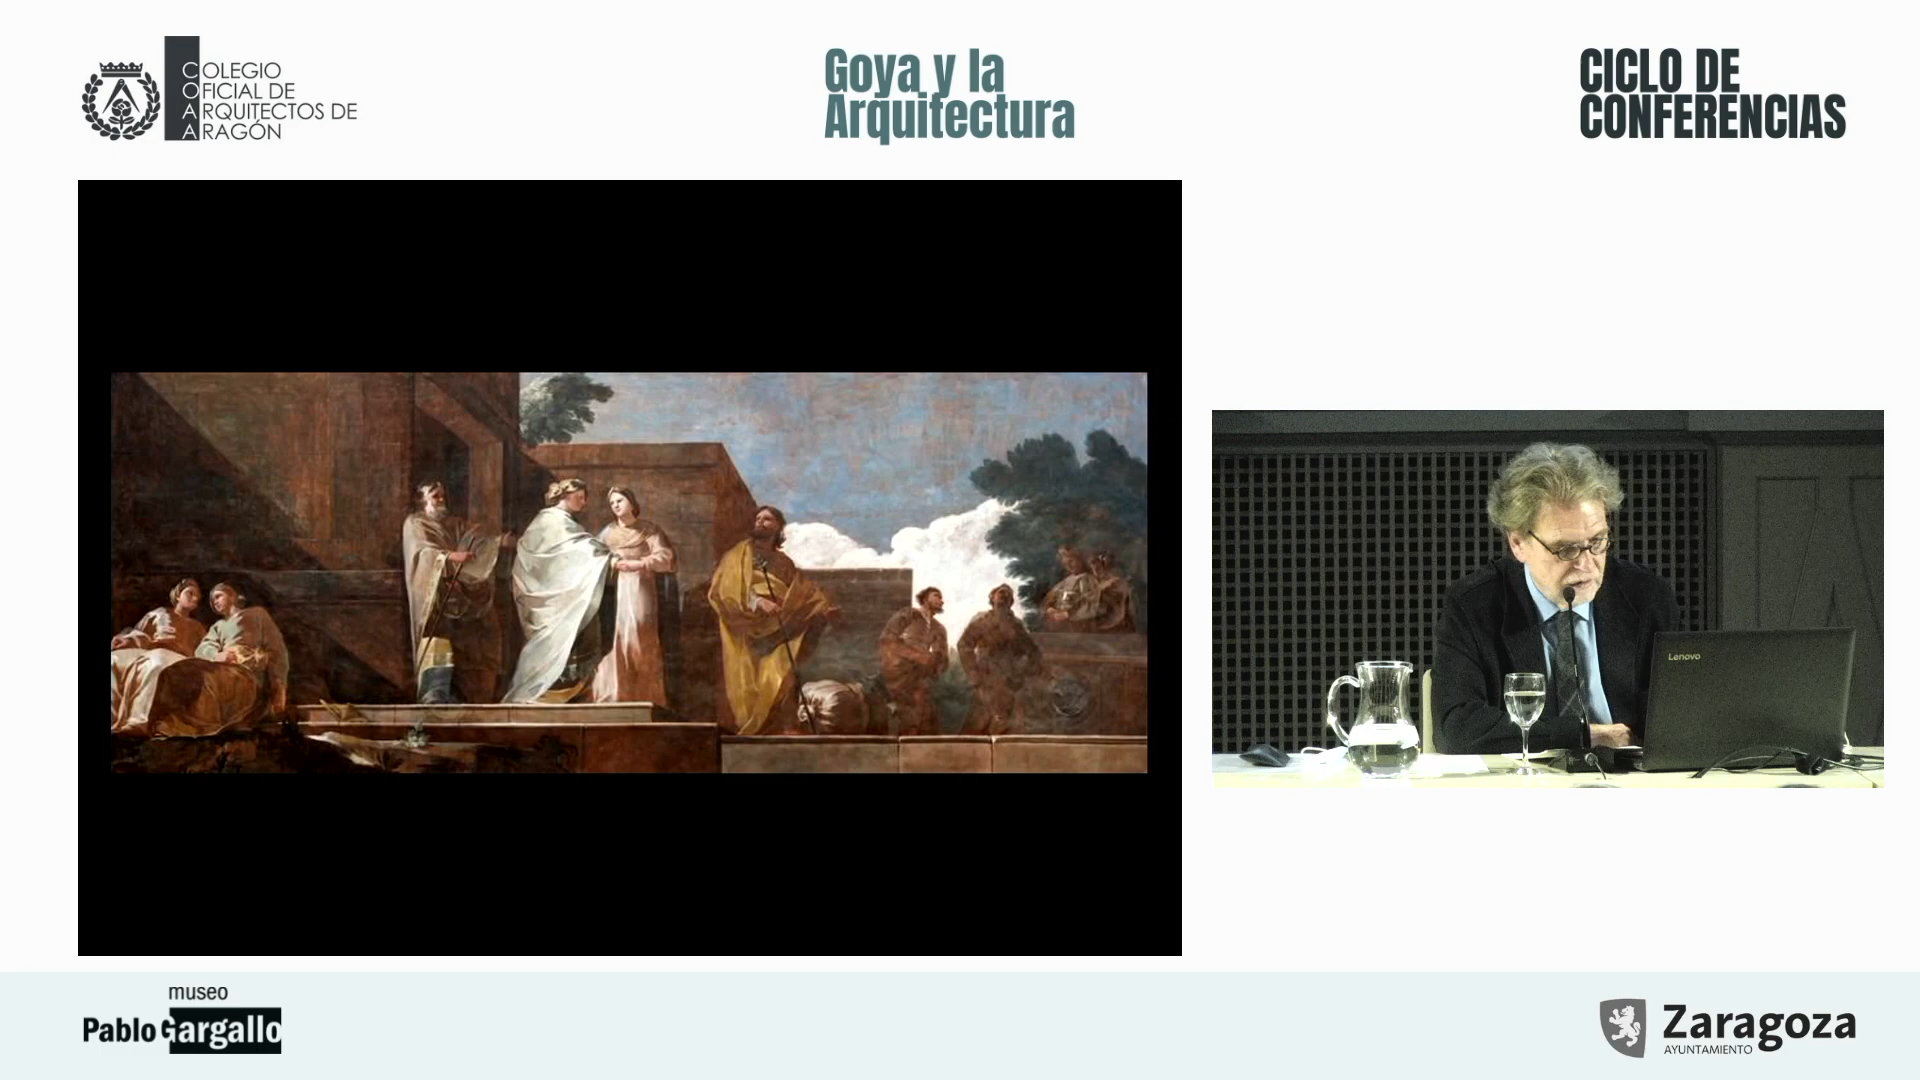 COLEGIO
OFICIAL DE
ARQUITECTOS DE
ARAGÓN
Goya y la
Arquitectura
CICLO DE
CONFERENCIAS
Lenovo
museo
Pablo Gargallo
Zaragoza
AYUNTAMIENTO